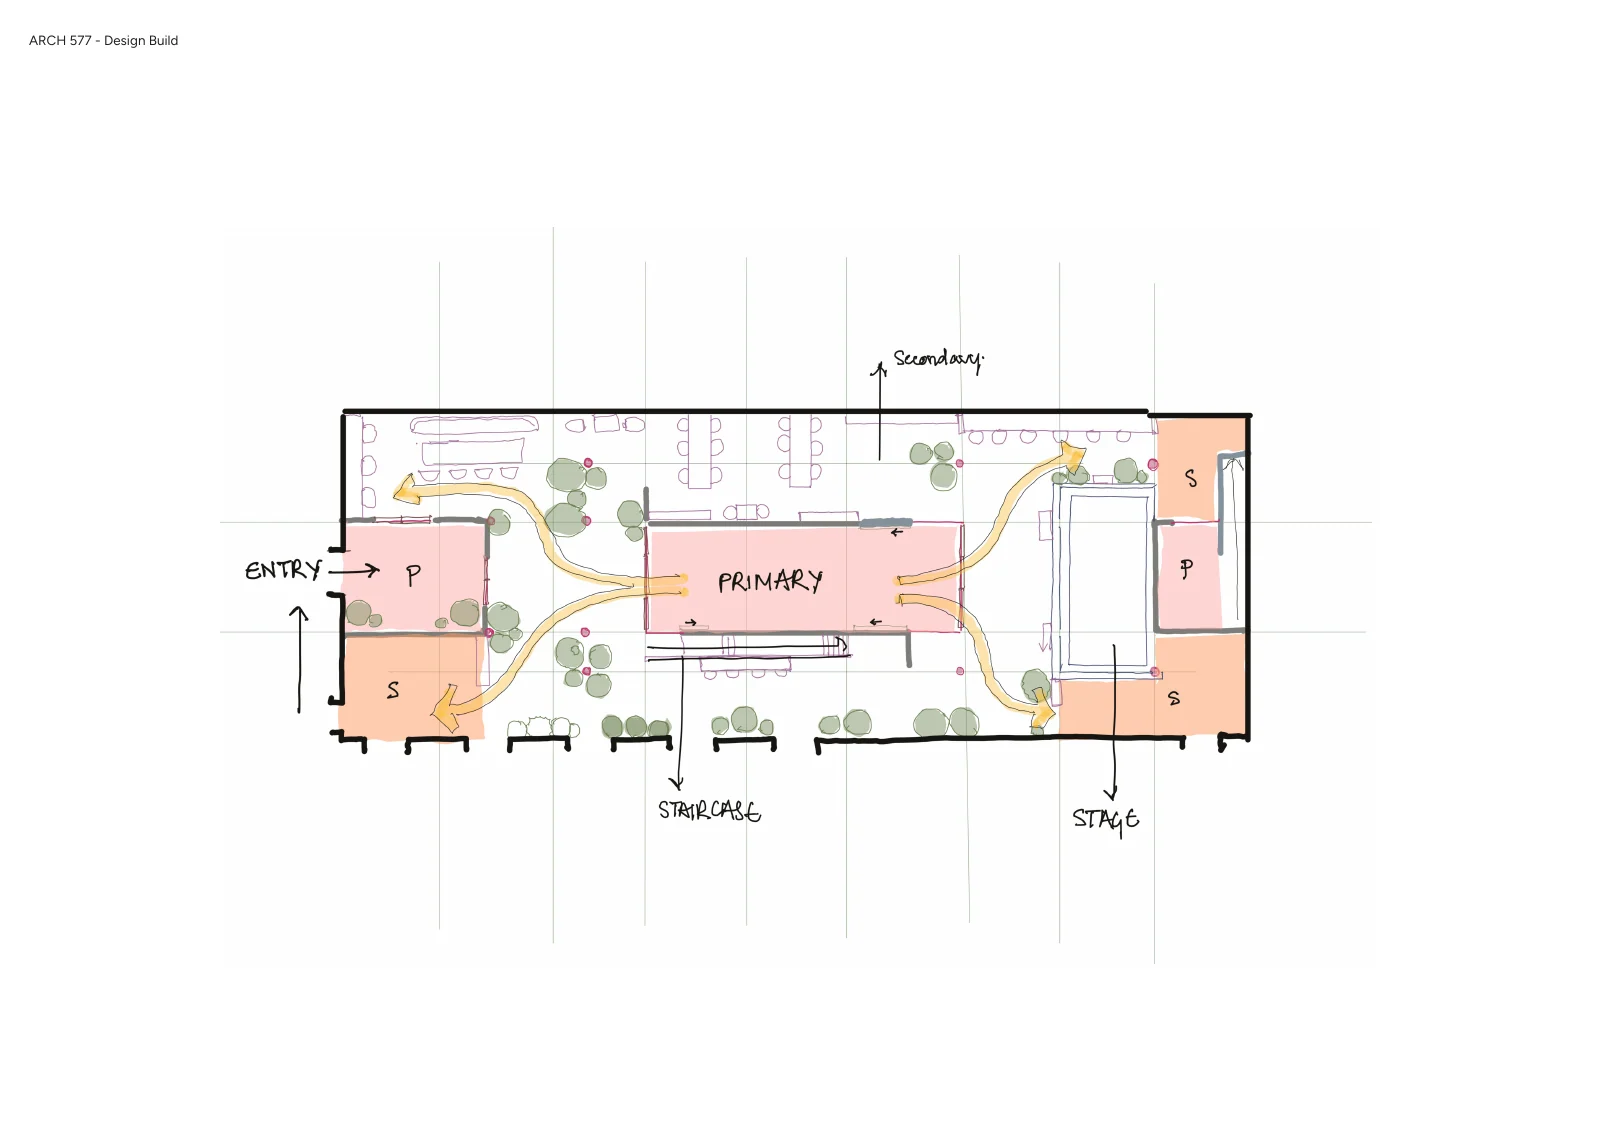 ARCH 577 - Design Build
Secondary.
S
ENTRY
P
PRIMARY
P
S
S
STAIRCASE
STAGE